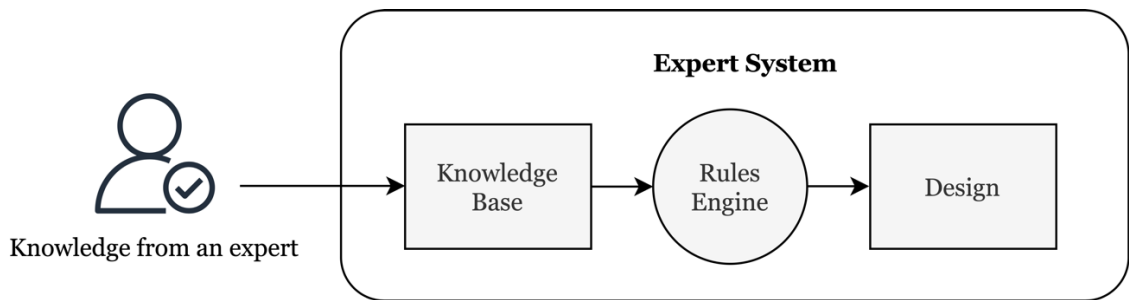 Expert System
Knowledge
Base
Rules
Engine
Design
Knowledge from an expert